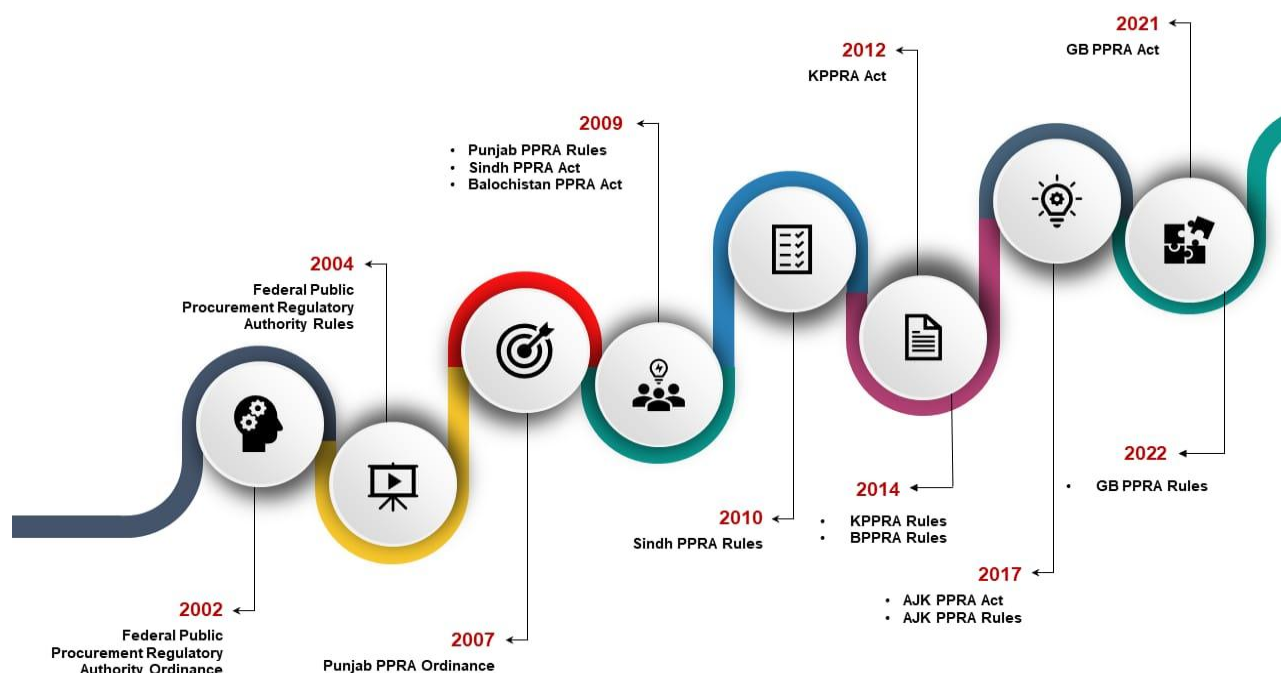 2021
GB PPRA Act
2012
KPPRA Act
2009
• Punjab PPRA Rules
• Sindh PPRA Act
• Balochistan PPRA Act
2004
Federal Public
Procurement Regulatory
Authority Rules
2022
• GB PPRA Rules
2014
• KPPRA Rules
• BPPRA Rules
2010
Sindh PPRA Rules
2017
• AJK PPRA Act
• AJK PPRA Rules
2002
Federal Public
Procurement Regulatory
Authority Ordinance
2007
Punjab PPRA Ordinance